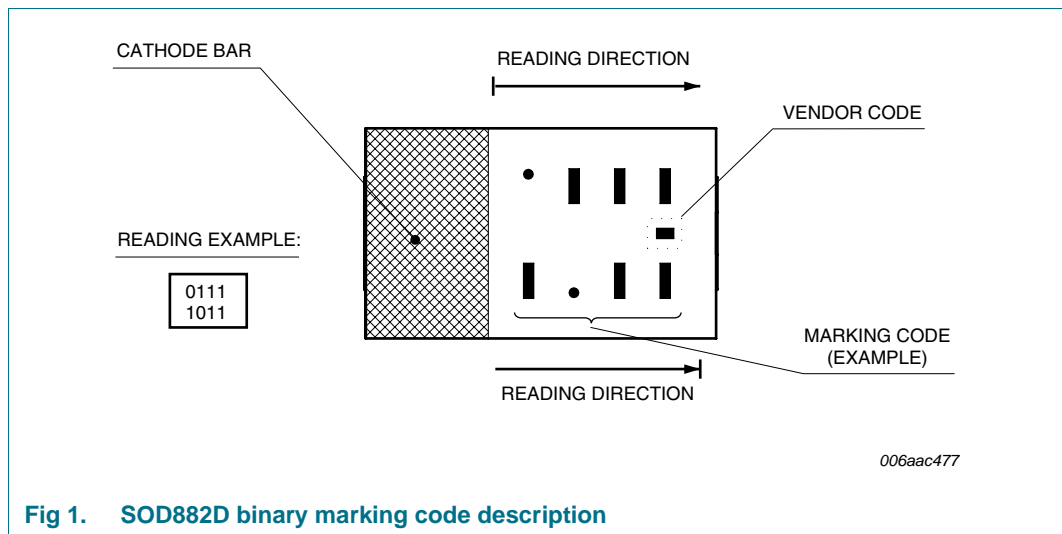 CATHODE BAR
READING DIRECTION
VENDOR CODE
READING EXAMPLE:
0111
1011
MARKING CODE
(EXAMPLE)
READING DIRECTION
006aac477
Fig 1. SOD882D binary marking code description